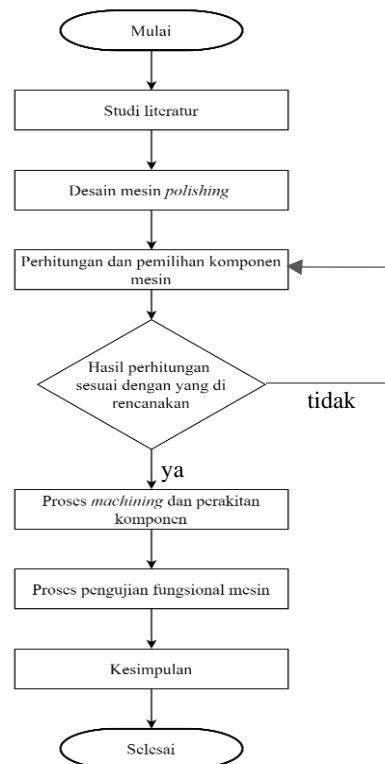 Mulai
Studi literatur
Desain mesin polishing
Perhitungan dan pemilihan komponen
mesin
Hasil perhitungan
sesuai dengan yang di
rencanakan
tidak
ya
Proses machining dan perakitan
komponen
Proses pengujian fungsional mesin
Kesimpulan
Selesai